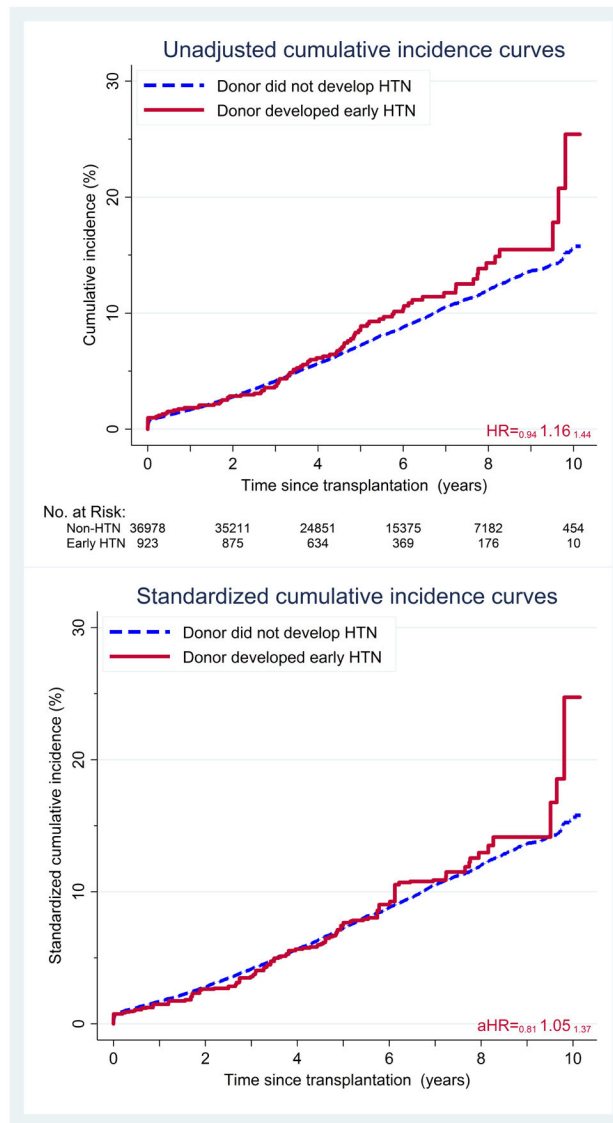 Unadjusted cumulative incidence curves
Donor did not develop HTN
Donor developed early HTN
30
20
10
0
Cumulative incidence (%)
HR=0.94 1.16 1.44
0 2 4 6 8 10
Time since transplantation (years)
No. at Risk:
Non-HTN 36978 35211 24851 15375 7182 454
Early HTN 923 875 634 369 176 10
Standardized cumulative incidence curves
Donor did not develop HTN
Donor developed early HTN
30
20
10
0
Standardized cumulative incidence (%)
aHR=0.81 1.05 1.37
0 2 4 6 8 10
Time since transplantation (years)